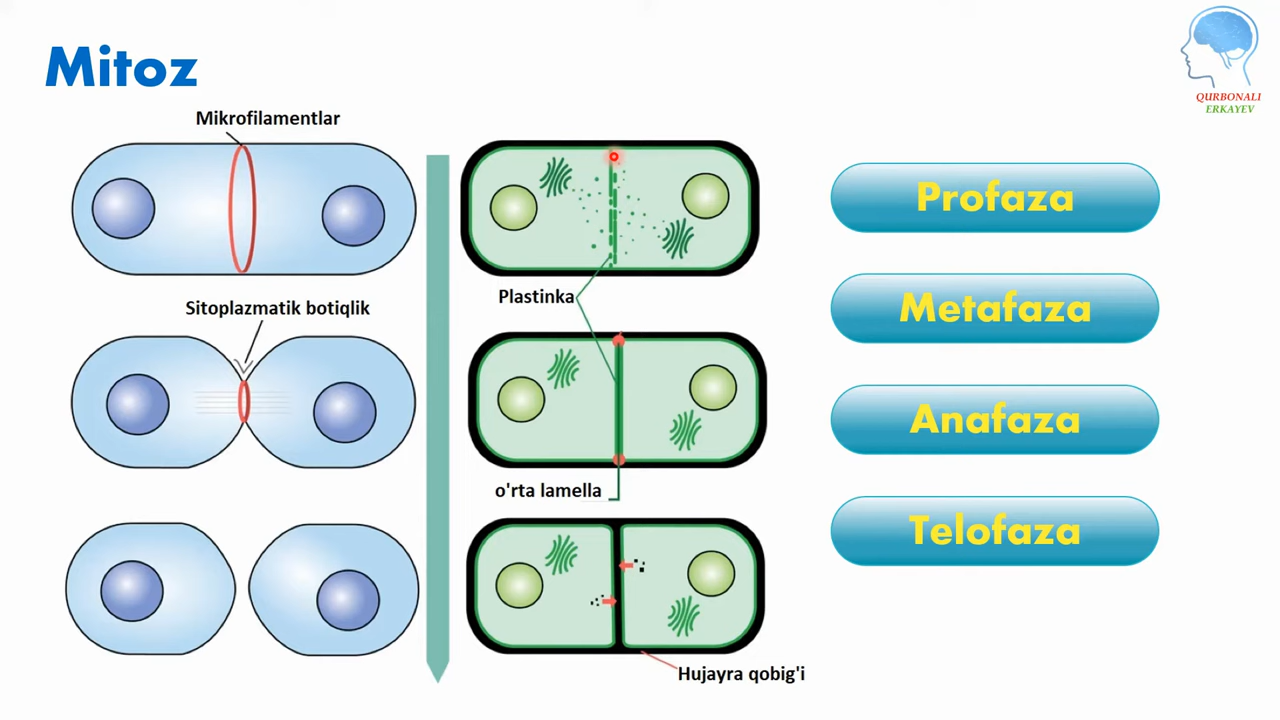 Mitoz
QURBONALI
ERKAYEV
Mikrofilamentlar
Sitoplazmatik botiqlik
Plastinka
o'rta lamella
Hujayra qobig'i
Profaza
Metafaza
Anafaza
Telofaza